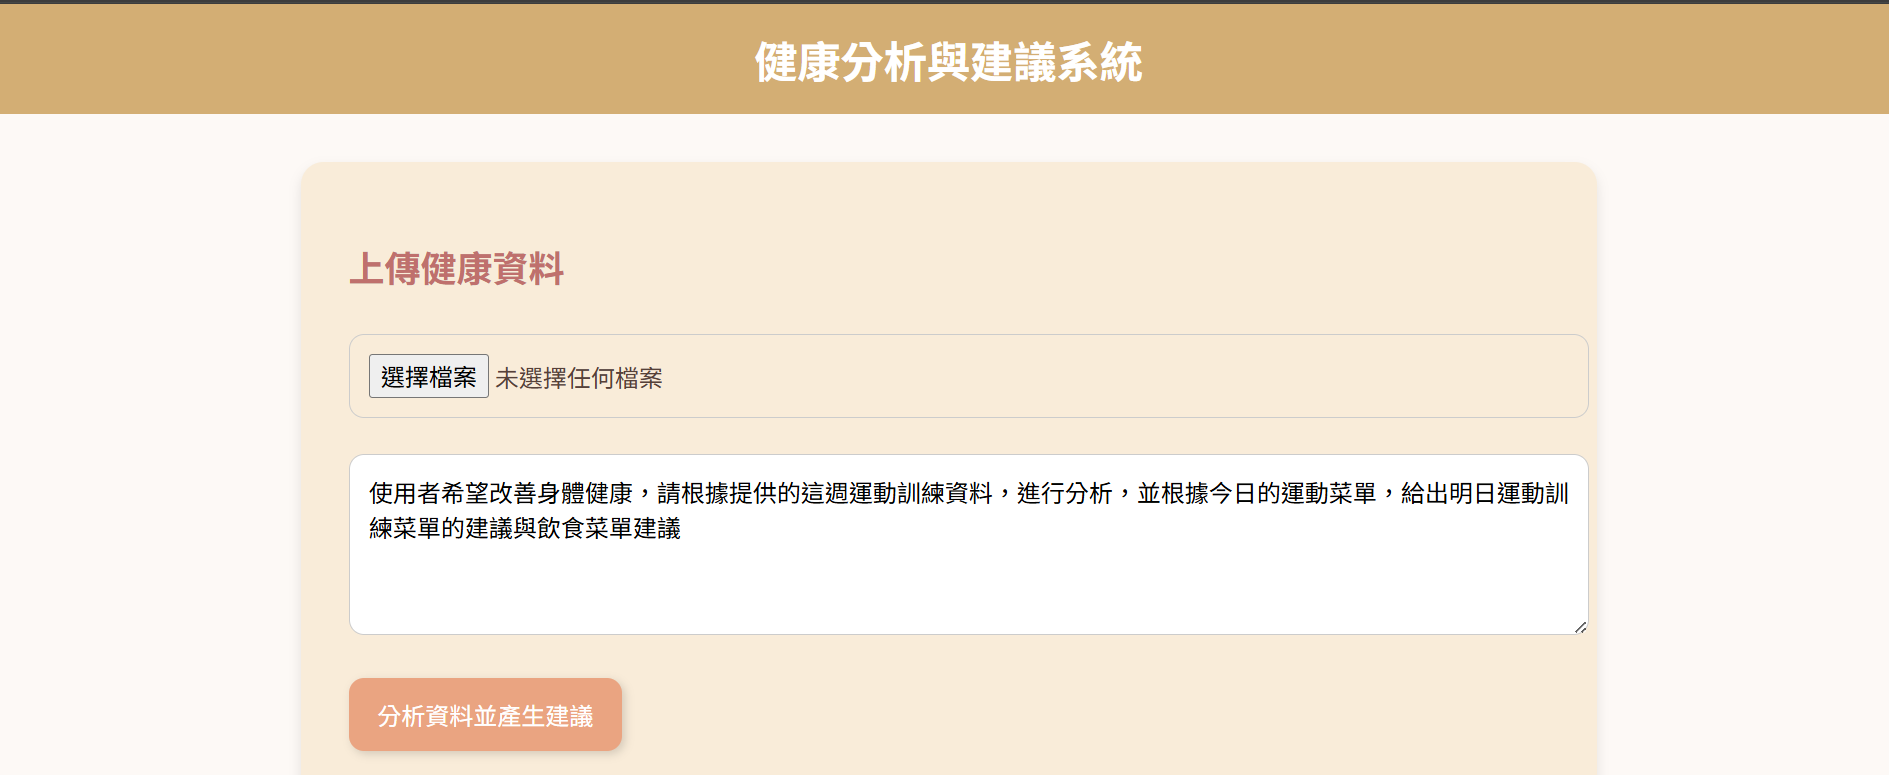 健康分析與建議系統
上傳健康資料
選擇檔案 未選擇任何檔案
使用者希望改善身體健康，請根據提供的這週運動訓練資料，進行分析，並根據今日的運動菜單，給出明日運動訓
練菜單的建議與飲食菜單建議
分析資料並產生建議